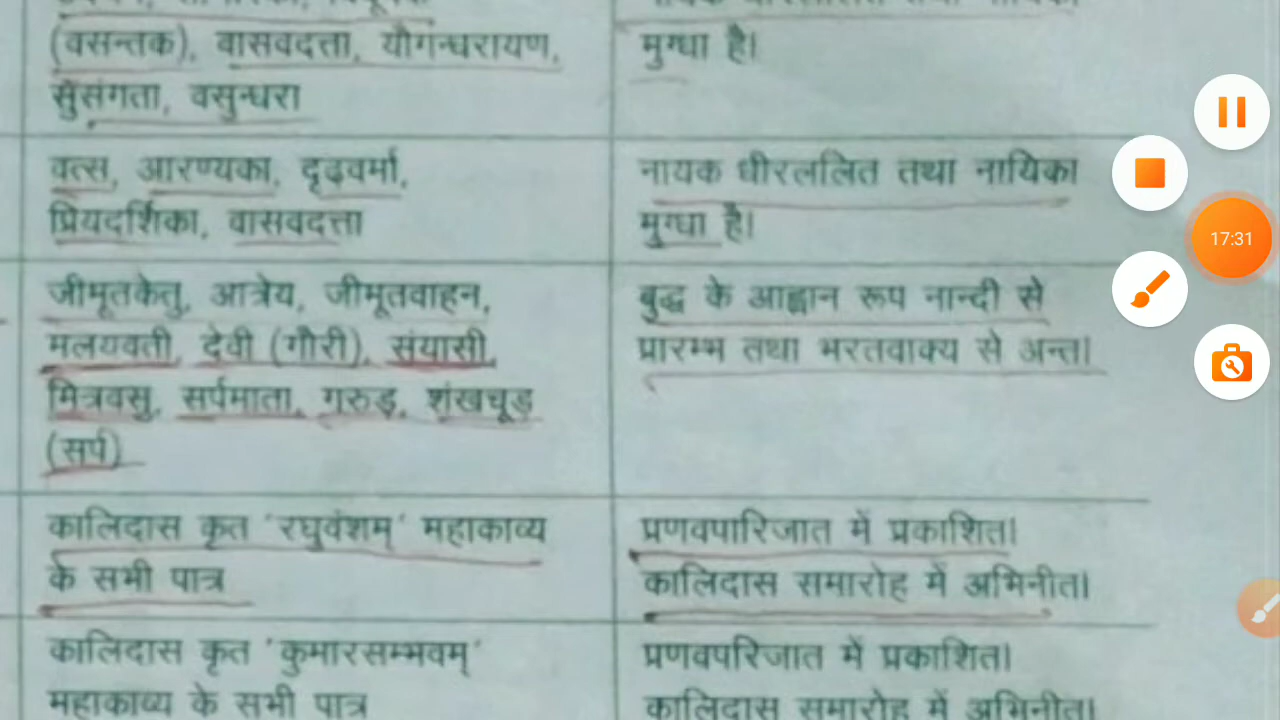 (वसन्तक), वासवदत्ता, यौगन्धरायण,
सुसंगता, वसुन्धरा
मुग्धा है।
वत्स, आरण्यका, दृढ़वर्मा,
प्रियदर्शिका, वासवदत्ता
नायक धीरललित तथा नायिका
मुग्धा है।
जीमूतकेतु, आत्रेय, जीमूतवाहन,
मलयवती, देवी (गौरी), संयासी,
मित्रवसु, सर्पमाता, गरुड़, शंखचूड़
(सर्प)
बुद्ध के आह्वान रूप नान्दी से
प्रारम्भ तथा भरतवाक्य से अन्त।
कालिदास कृत 'रघुवंशम्' महाकाव्य
के सभी पात्र
प्रणवपारिजात में प्रकाशित।
कालिदास समारोह में अभिनीत।
कालिदास कृत 'कुमारसम्भवम्'
महाकाव्य के सभी पात्र
प्रणवपरिजात में प्रकाशित।
कालिदास समारोह में अभिनीत।
17:31